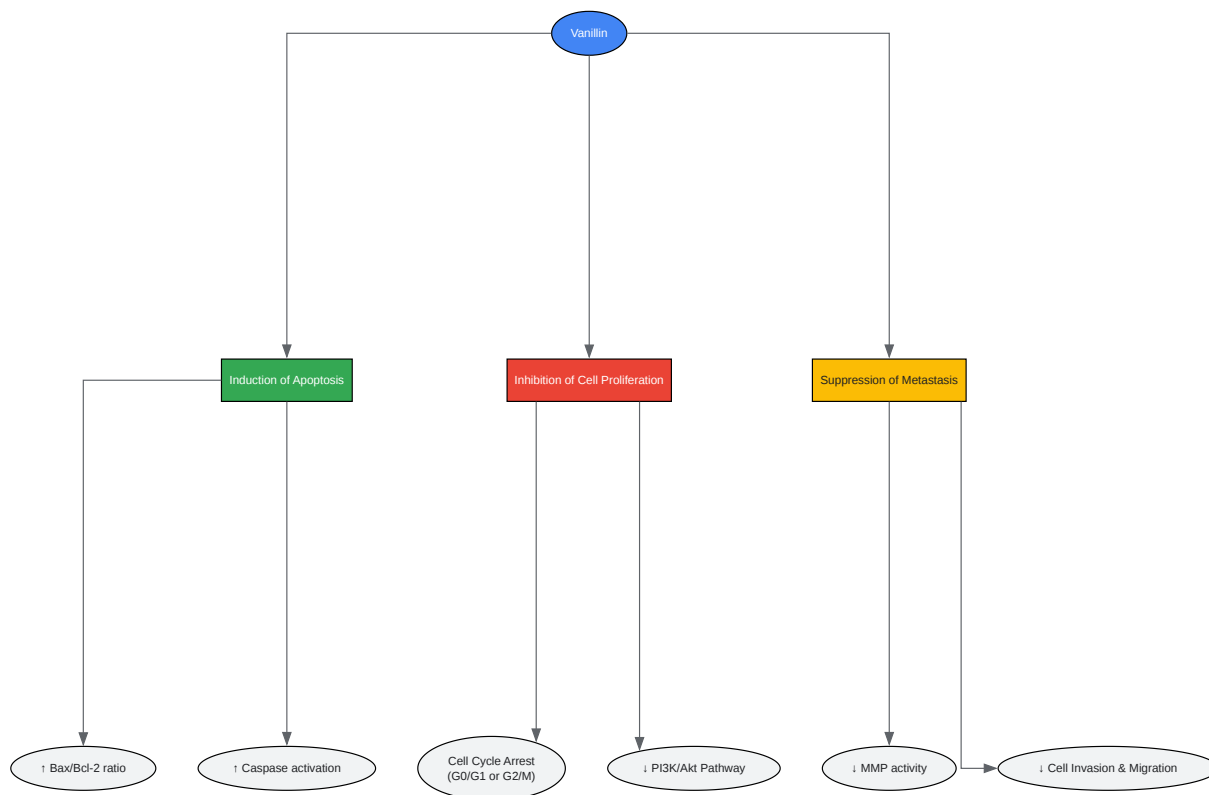 Vanillin
Induction of Apoptosis
Inhibition of Cell Proliferation
Suppression of Metastasis
↑ Bax/Bcl-2 ratio
↑ Caspase activation
Cell Cycle Arrest
(G0/G1 or G2/M)
↓ PI3K/Akt Pathway
↓ MMP activity
↓ Cell Invasion & Migration